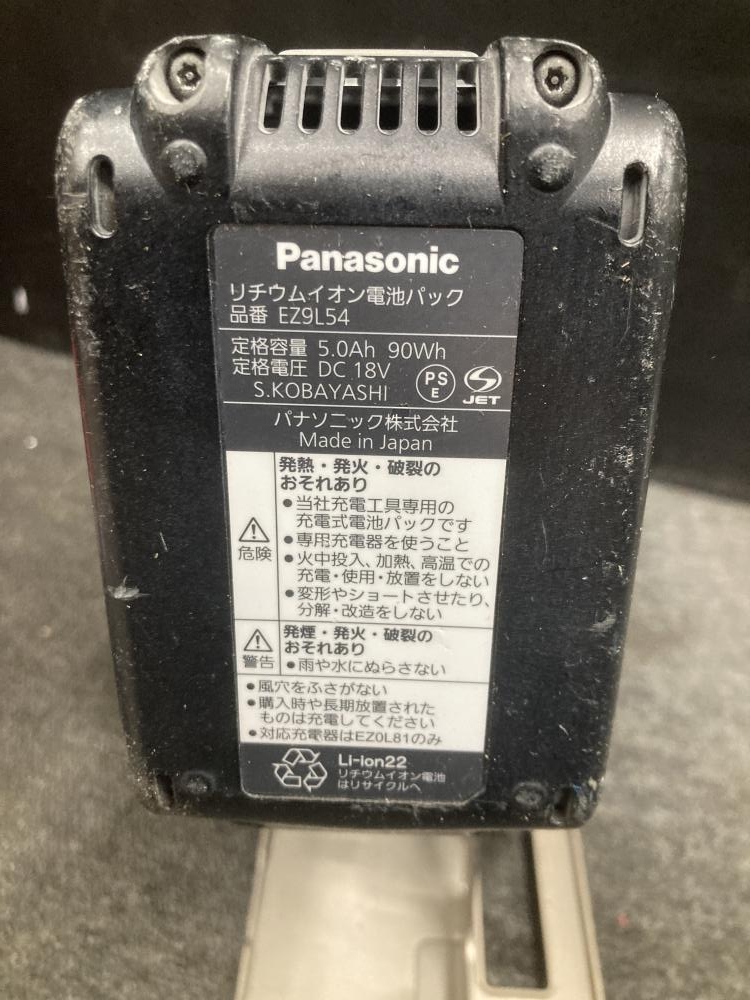 Panasonic
リチウムイオン電池パック
品番 EZ9L54
定格容量 5.0Ah 90Wh
定格電圧 DC 18V
S.KOBAYASHI
PS
E
JET
パナソニック株式会社
Made in Japan
発熱・発火・破裂の
おそれあり
●当社充電工具専用の
充電式電池パックです
●専用充電器を使うこと
●火中投入、加熱、高温での
充電・使用・放置をしない
●変形やショートさせたり、
分解・改造をしない
危険
発煙・発火・破裂の
おそれあり
●雨や水にぬらさない
警告
●風穴をふさがない
●購入時や長期放置された
ものは充電してください
●対応充電器はEZ0L81のみ
Li-ion22
リチウムイオン電池
はリサイクルへ